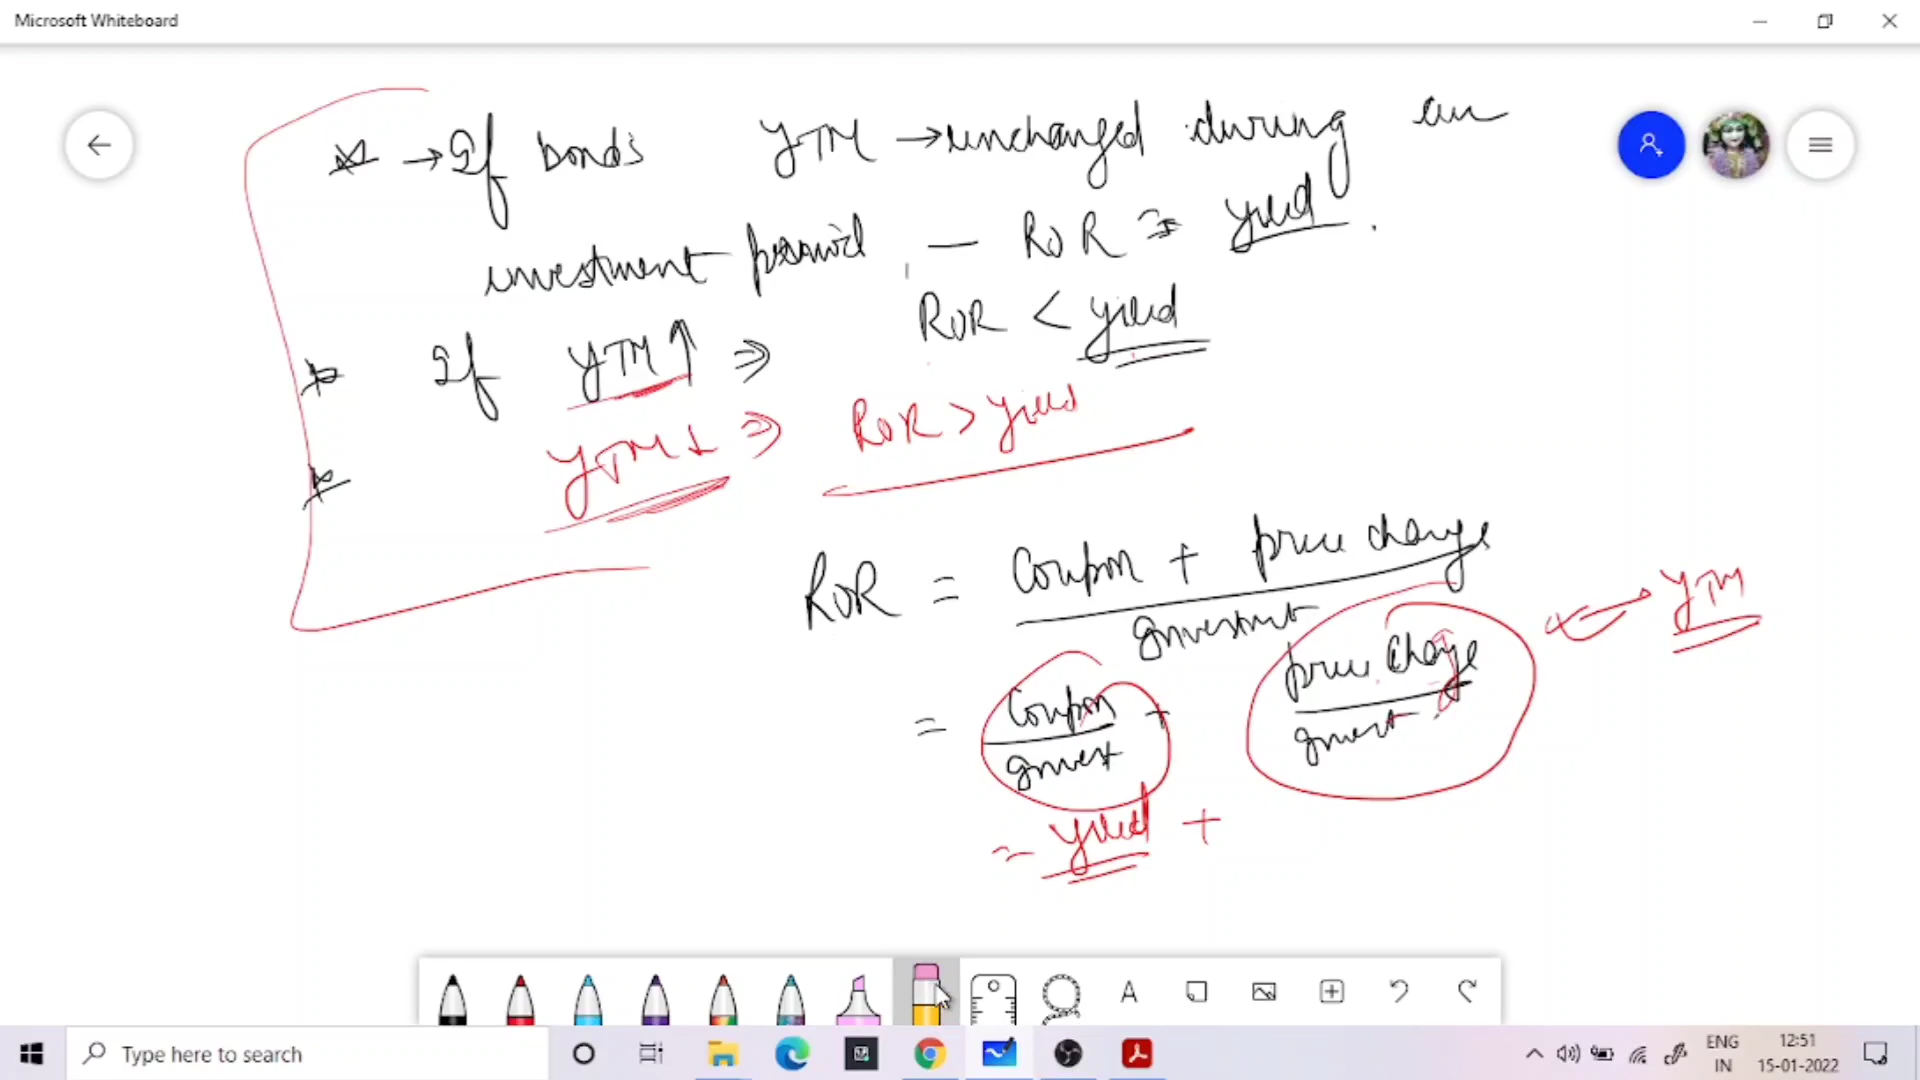 Microsoft Whiteboard
→ If bonds YTM → unchanged during an
investment period, — ROR = yield.
If YTM↑ ⇒ ROR < yield
YTM↓ ⇒ ROR > yield
ROR = Coupon + price change
Investment
YTM
= Coupon + price change
Invest Invest
= yield +
A
Type here to search
ENG
IN
12:51
15-01-2022